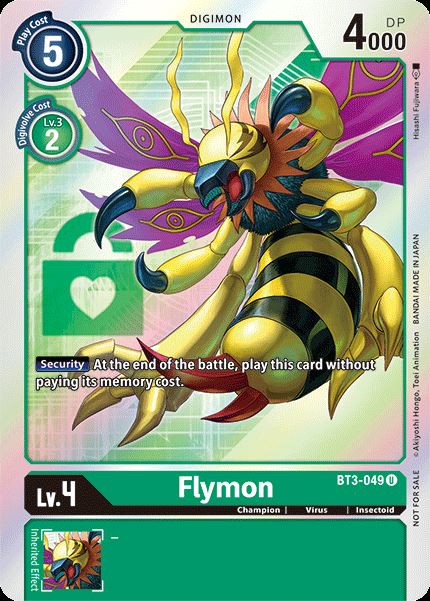 Play Cost
5
DIGIMON
DP
4000
Digivolve Cost
Lv.3
2
Hisashi Fujiwara
Security At the end of the battle, play this card without
paying its memory cost.
©Akiyoshi Hongo, Toei Animation BANDAI MADE IN JAPAN
NOT FOR SALE
Lv.4
Flymon
BT3-049 U
Champion | Virus | Insectoid
Inherited Effect
–